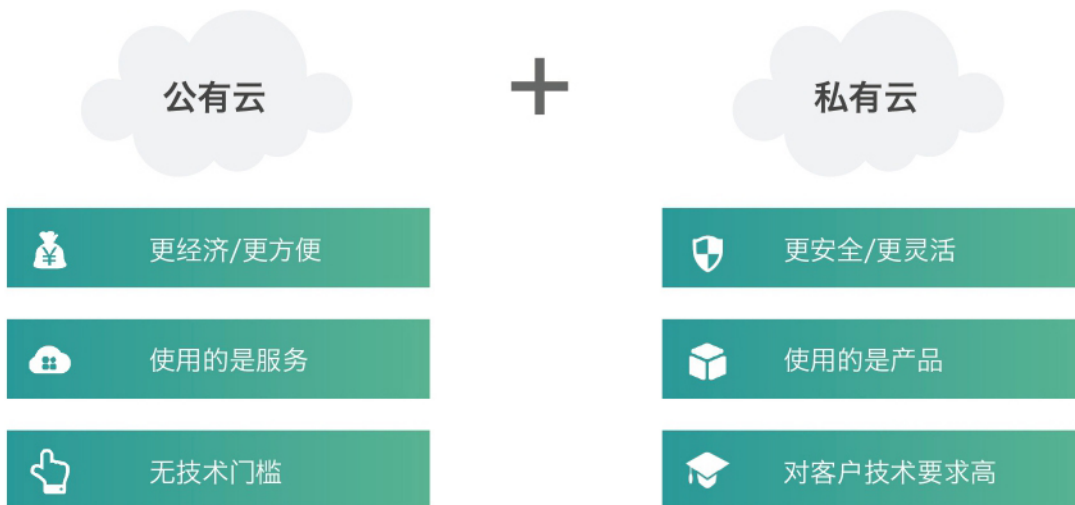 公有云
+
私有云
更经济/更方便
更安全/更灵活
使用的是服务
使用的是产品
无技术门槛
对客户技术要求高